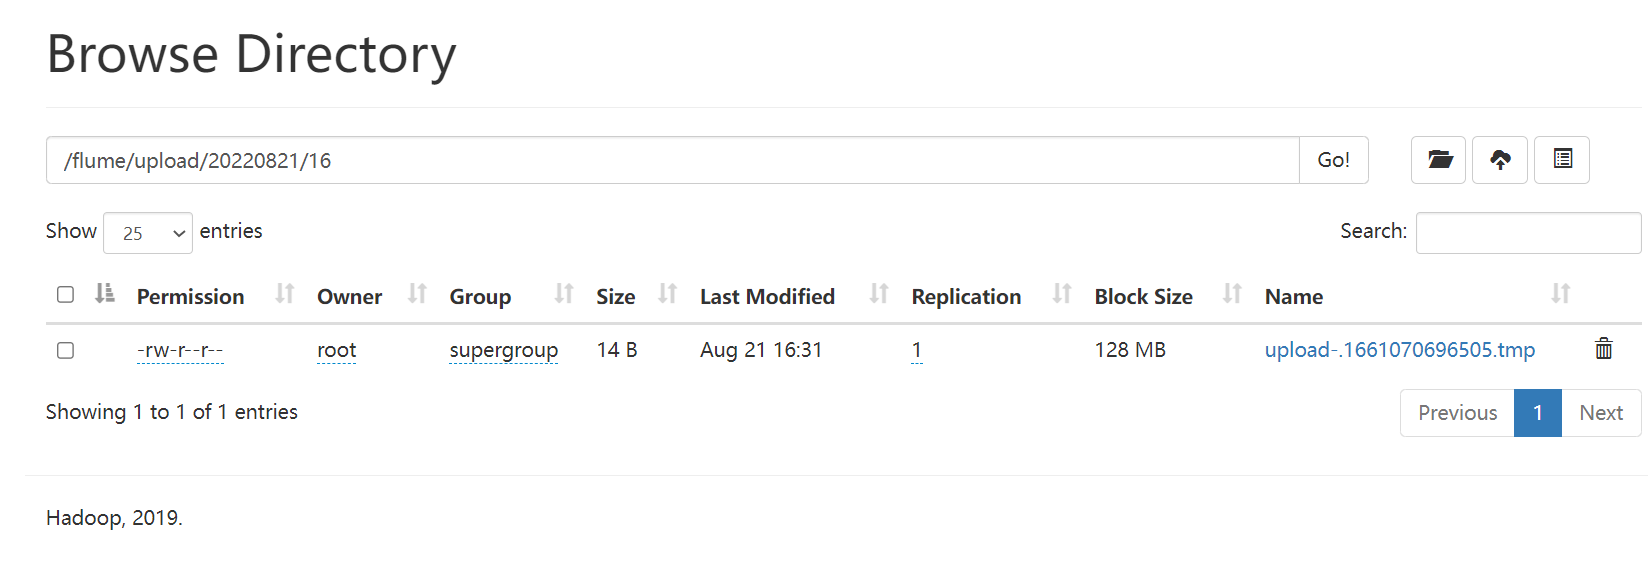 Browse Directory
/flume/upload/20220821/16 Go!
Show 25 entries Search:
Permission Owner Group Size Last Modified Replication Block Size Name
-rw-r--r-- root supergroup 14 B Aug 21 16:31 1 128 MB upload-.1661070696505.tmp
Showing 1 to 1 of 1 entries Previous 1 Next
Hadoop, 2019.